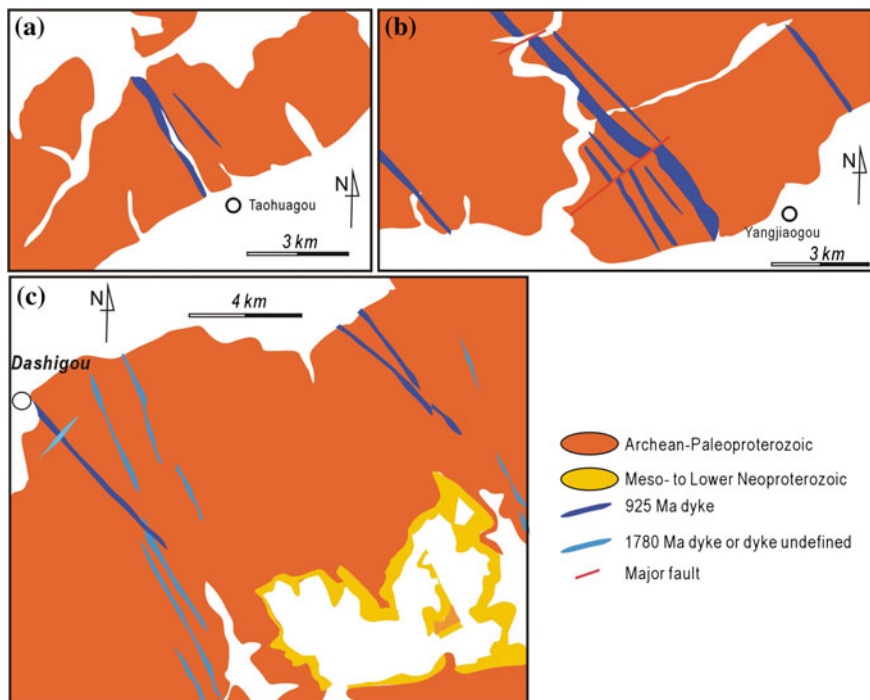 (a)
N
Taohuagou
3 km
(b)
N
Yangjiaogou
3 km
(c)
N
4 km
Dashigou
Archean-Paleoproterozoic
Meso- to Lower Neoproterozoic
925 Ma dyke
1780 Ma dyke or dyke undefined
Major fault